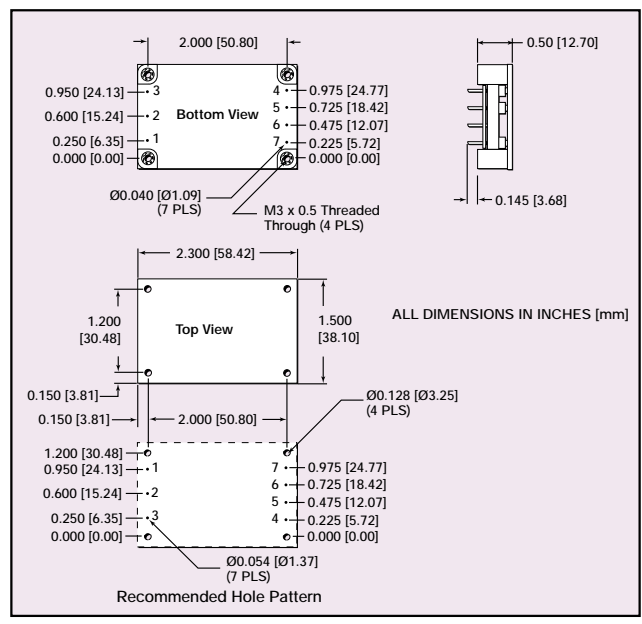 2.000 [50.80]
0.50 [12.70]
0.950 [24.13] 3
4 0.975 [24.77]
5 0.725 [18.42]
0.600 [15.24] 2
Bottom View
6 0.475 [12.07]
0.250 [6.35] 1
7 0.225 [5.72]
0.000 [0.00]
0.000 [0.00]
Ø0.040 [Ø1.09]
(7 PLS)
M3 x 0.5 Threaded
Through (4 PLS)
0.145 [3.68]
2.300 [58.42]
1.200
[30.48]
Top View
1.500
[38.10]
ALL DIMENSIONS IN INCHES [mm]
0.150 [3.81]
0.150 [3.81]
2.000 [50.80]
Ø0.128 [Ø3.25]
(4 PLS)
1.200 [30.48]
0.950 [24.13] 1
7 0.975 [24.77]
6 0.725 [18.42]
0.600 [15.24] 2
5 0.475 [12.07]
0.250 [6.35] 3
4 0.225 [5.72]
0.000 [0.00]
0.000 [0.00]
Ø0.054 [Ø1.37]
(7 PLS)
Recommended Hole Pattern